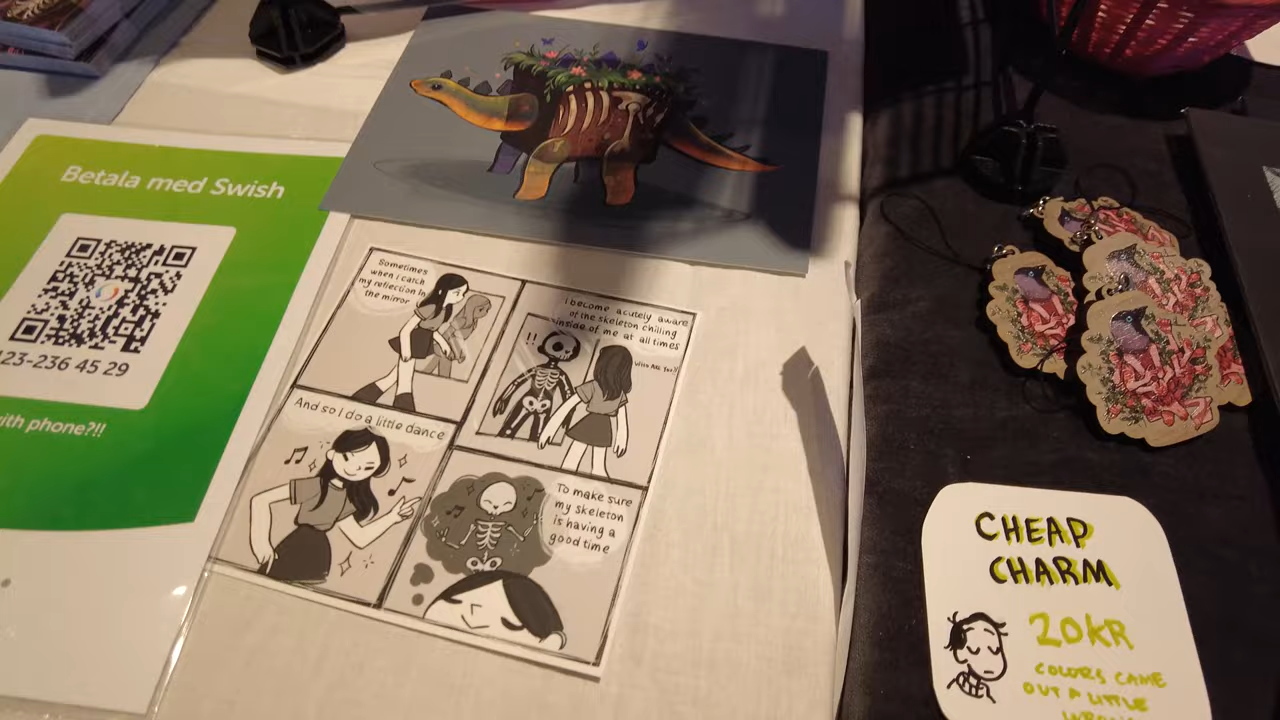 Betala med Swish
23-236 45 29
with phone?!!
Sometimes
when i catch
my reflection in
the mirror
I become acutely aware
of the skeleton chilling
inside of me at all times
!!
And so I do a little dance
To make sure
my skeleton
is having a
good time
CHEAP
CHARM
20KR
COLORS CAME
OUT A LITTLE